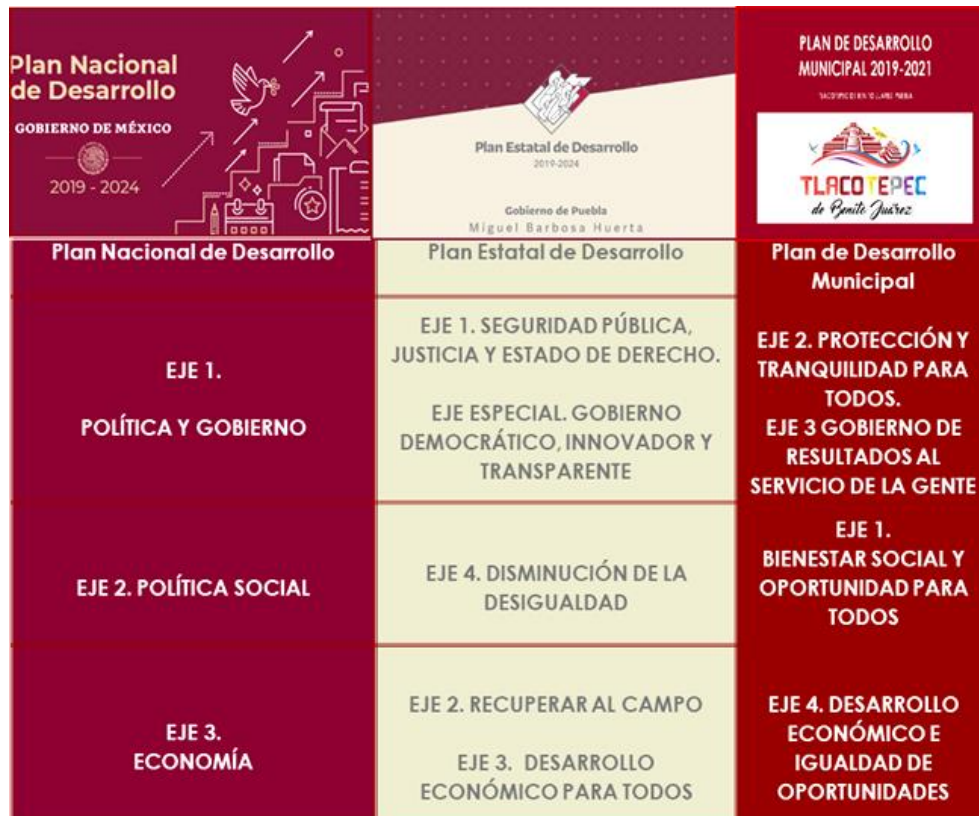 Plan Nacional
de Desarrollo
GOBIERNO DE MÉXICO
2019 - 2024
Plan Estatal de Desarrollo
2019-2024
Gobierno de Puebla
Miguel Barbosa Huerta
PLAN DE DESARROLLO
MUNICIPAL 2019-2021
TLACOTEPEC
de Benito Juárez
Plan Nacional de Desarrollo
Plan Estatal de Desarrollo
Plan de Desarrollo
Municipal
EJE 1.
POLÍTICA Y GOBIERNO
EJE 1. SEGURIDAD PÚBLICA,
JUSTICIA Y ESTADO DE DERECHO.
EJE ESPECIAL. GOBIERNO
DEMOCRÁTICO, INNOVADOR Y
TRANSPARENTE
EJE 2. PROTECCIÓN Y
TRANQUILIDAD PARA
TODOS.
EJE 3 GOBIERNO DE
RESULTADOS AL
SERVICIO DE LA GENTE
EJE 2. POLÍTICA SOCIAL
EJE 4. DISMINUCIÓN DE LA
DESIGUALDAD
EJE 1.
BIENESTAR SOCIAL Y
OPORTUNIDAD PARA
TODOS
EJE 3.
ECONOMÍA
EJE 2. RECUPERAR AL CAMPO
EJE 3. DESARROLLO
ECONÓMICO PARA TODOS
EJE 4. DESARROLLO
ECONÓMICO E
IGUALDAD DE
OPORTUNIDADES